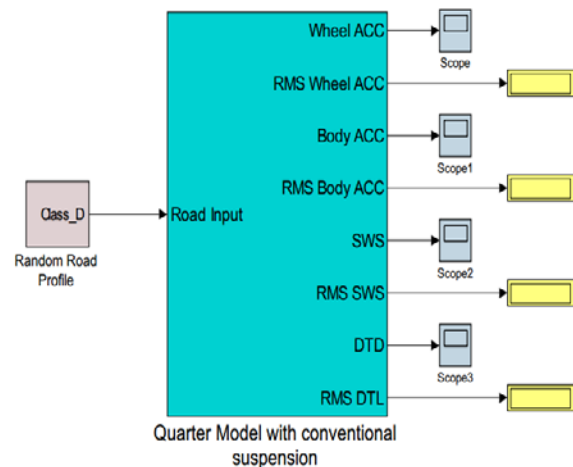 Wheel ACC
Scope
RMS Wheel ACC
Body ACC
Scope1
RMS Body ACC
Class_D
Road Input
Random Road
Profile
SWS
Scope2
RMS SWS
DTD
Scope3
RMS DTL
Quarter Model with conventional
suspension